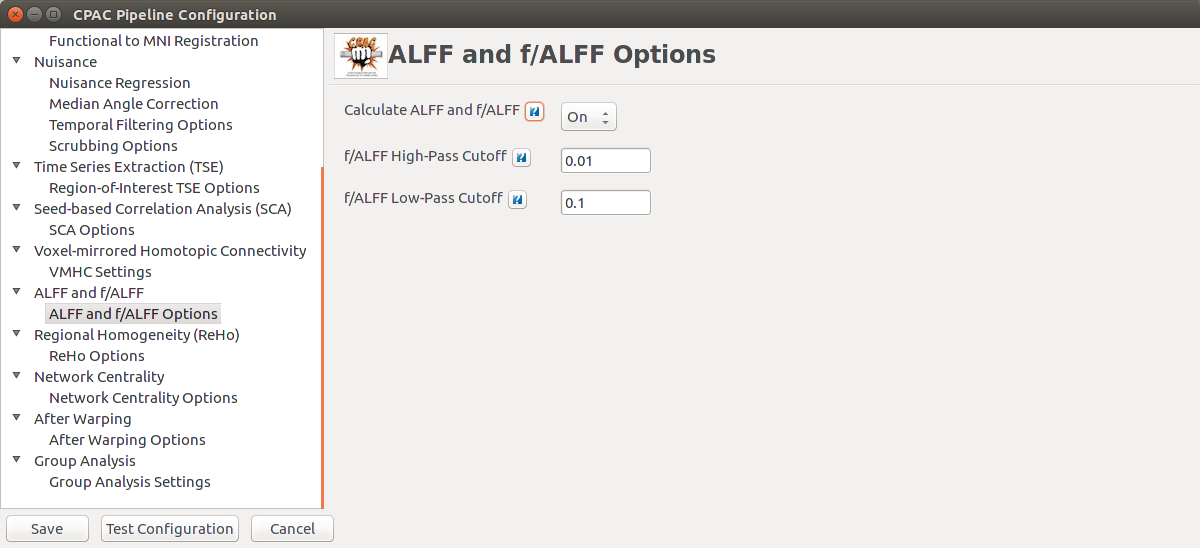 CPAC Pipeline Configuration
Functional to MNI Registration
Nuisance
Nuisance Regression
Median Angle Correction
Temporal Filtering Options
Scrubbing Options
Time Series Extraction (TSE)
Region-of-Interest TSE Options
Seed-based Correlation Analysis (SCA)
SCA Options
Voxel-mirrored Homotopic Connectivity
VMHC Settings
ALFF and f/ALFF
ALFF and f/ALFF Options
Regional Homogeneity (ReHo)
ReHo Options
Network Centrality
Network Centrality Options
After Warping
After Warping Options
Group Analysis
Group Analysis Settings
Save Test Configuration Cancel
CPAC
ALFF and f/ALFF Options
Calculate ALFF and f/ALFF ? On
f/ALFF High-Pass Cutoff ? 0.01
f/ALFF Low-Pass Cutoff ? 0.1